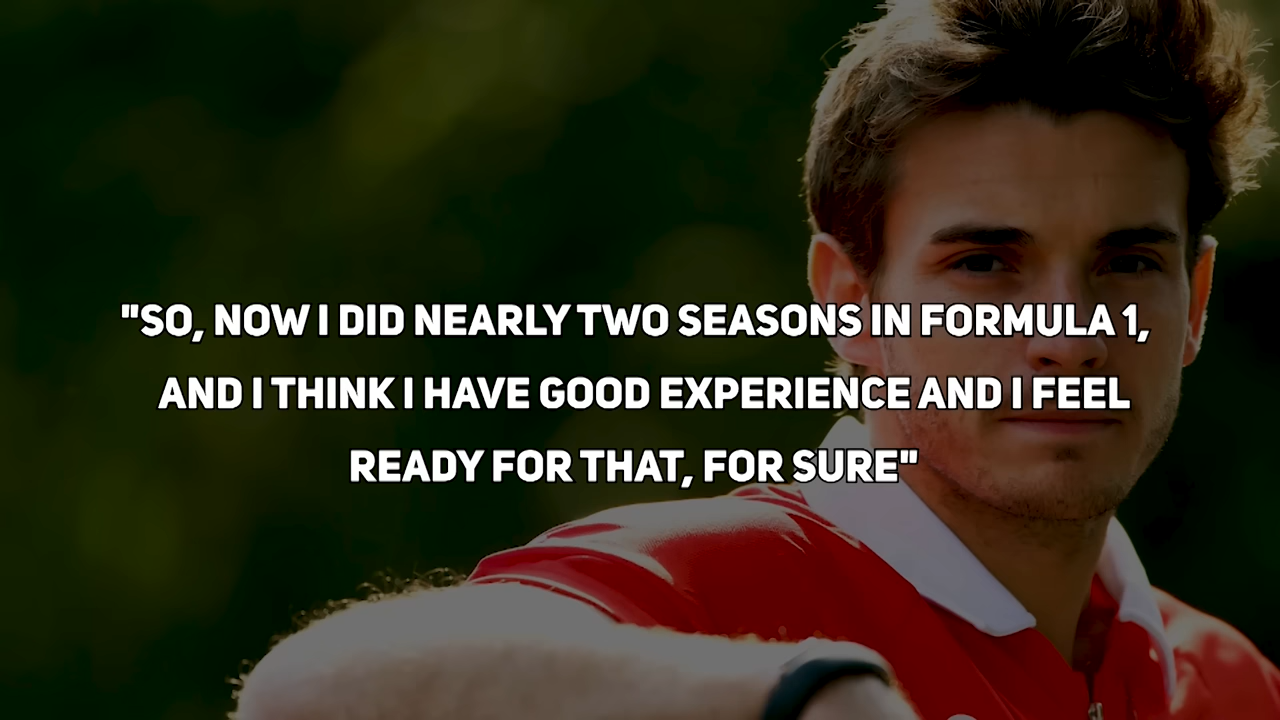 "SO, NOW I DID NEARLY TWO SEASONS IN FORMULA 1,
AND I THINK I HAVE GOOD EXPERIENCE AND I FEEL
READY FOR THAT, FOR SURE"